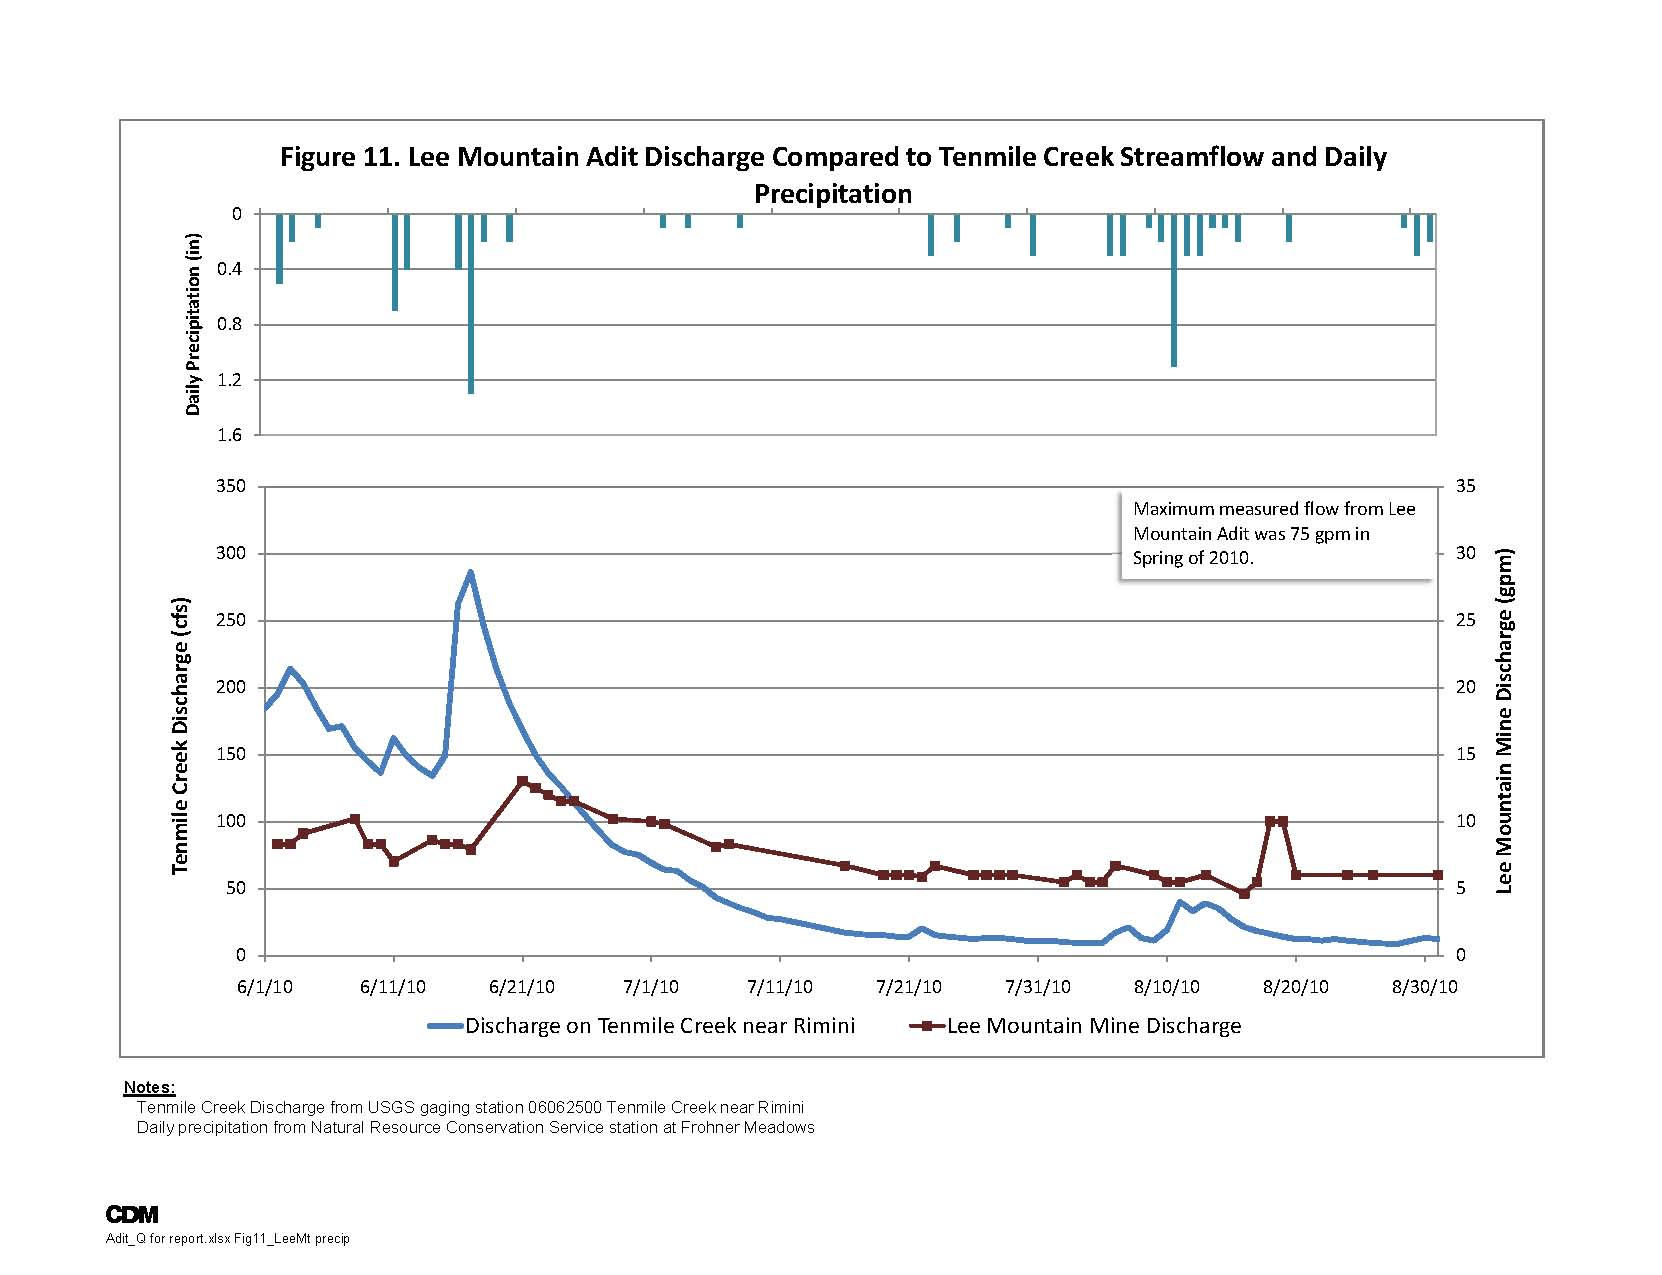 Figure 11. Lee Mountain Adit Discharge Compared to Tenmile Creek Streamflow and Daily
Precipitation
Daily Precipitation (in)
0
0.4
0.8
1.2
1.6
Tenmile Creek Discharge (cfs)
350
300
250
200
150
100
50
0
Maximum measured flow from Lee
Mountain Adit was 75 gpm in
Spring of 2010.
35
30
25
20
15
10
5
0
Lee Mountain Mine Discharge (gpm)
6/1/10 6/11/10 6/21/10 7/1/10 7/11/10 7/21/10 7/31/10 8/10/10 8/20/10 8/30/10
Discharge on Tenmile Creek near Rimini Lee Mountain Mine Discharge
Notes:
Tenmile Creek Discharge from USGS gaging station 06062500 Tenmile Creek near Rimini
Daily precipitation from Natural Resource Conservation Service station at Frohner Meadows
CDM
Adit_Q for report.xlsx Fig11_LeeMt precip